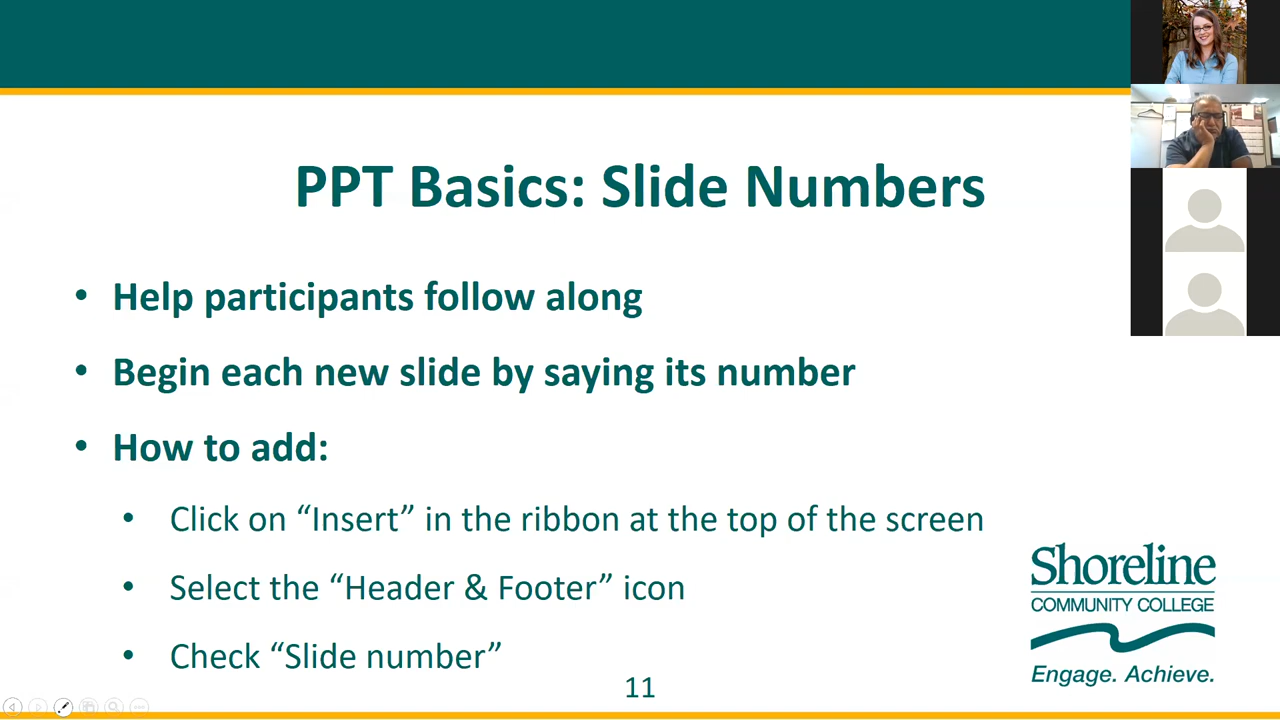 PPT Basics: Slide Numbers
• Help participants follow along
• Begin each new slide by saying its number
• How to add:
• Click on “Insert” in the ribbon at the top of the screen
• Select the “Header & Footer” icon
• Check “Slide number”
11
Shoreline
COMMUNITY COLLEGE
Engage. Achieve.